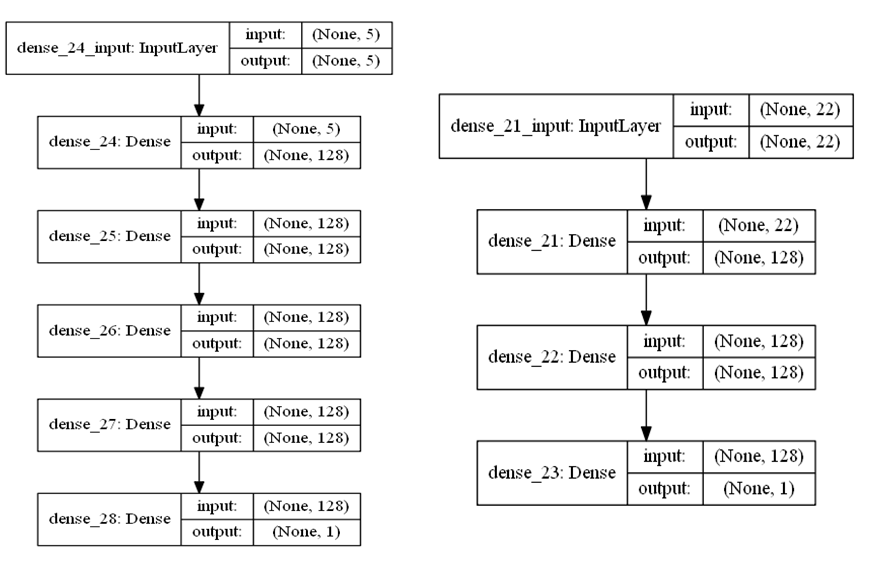 dense_24_input: InputLayer
input: (None, 5)
output: (None, 5)
dense_24: Dense
input: (None, 5)
output: (None, 128)
dense_25: Dense
input: (None, 128)
output: (None, 128)
dense_26: Dense
input: (None, 128)
output: (None, 128)
dense_27: Dense
input: (None, 128)
output: (None, 128)
dense_28: Dense
input: (None, 128)
output: (None, 1)
dense_21_input: InputLayer
input: (None, 22)
output: (None, 22)
dense_21: Dense
input: (None, 22)
output: (None, 128)
dense_22: Dense
input: (None, 128)
output: (None, 128)
dense_23: Dense
input: (None, 128)
output: (None, 1)